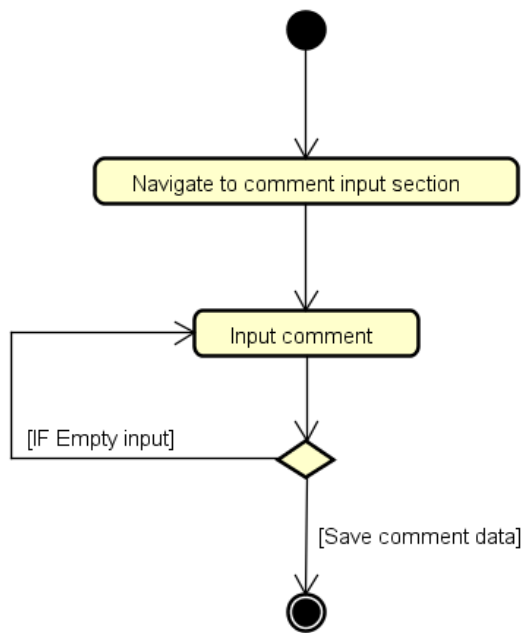 Navigate to comment input section
Input comment
[IF Empty input]
[Save comment data]